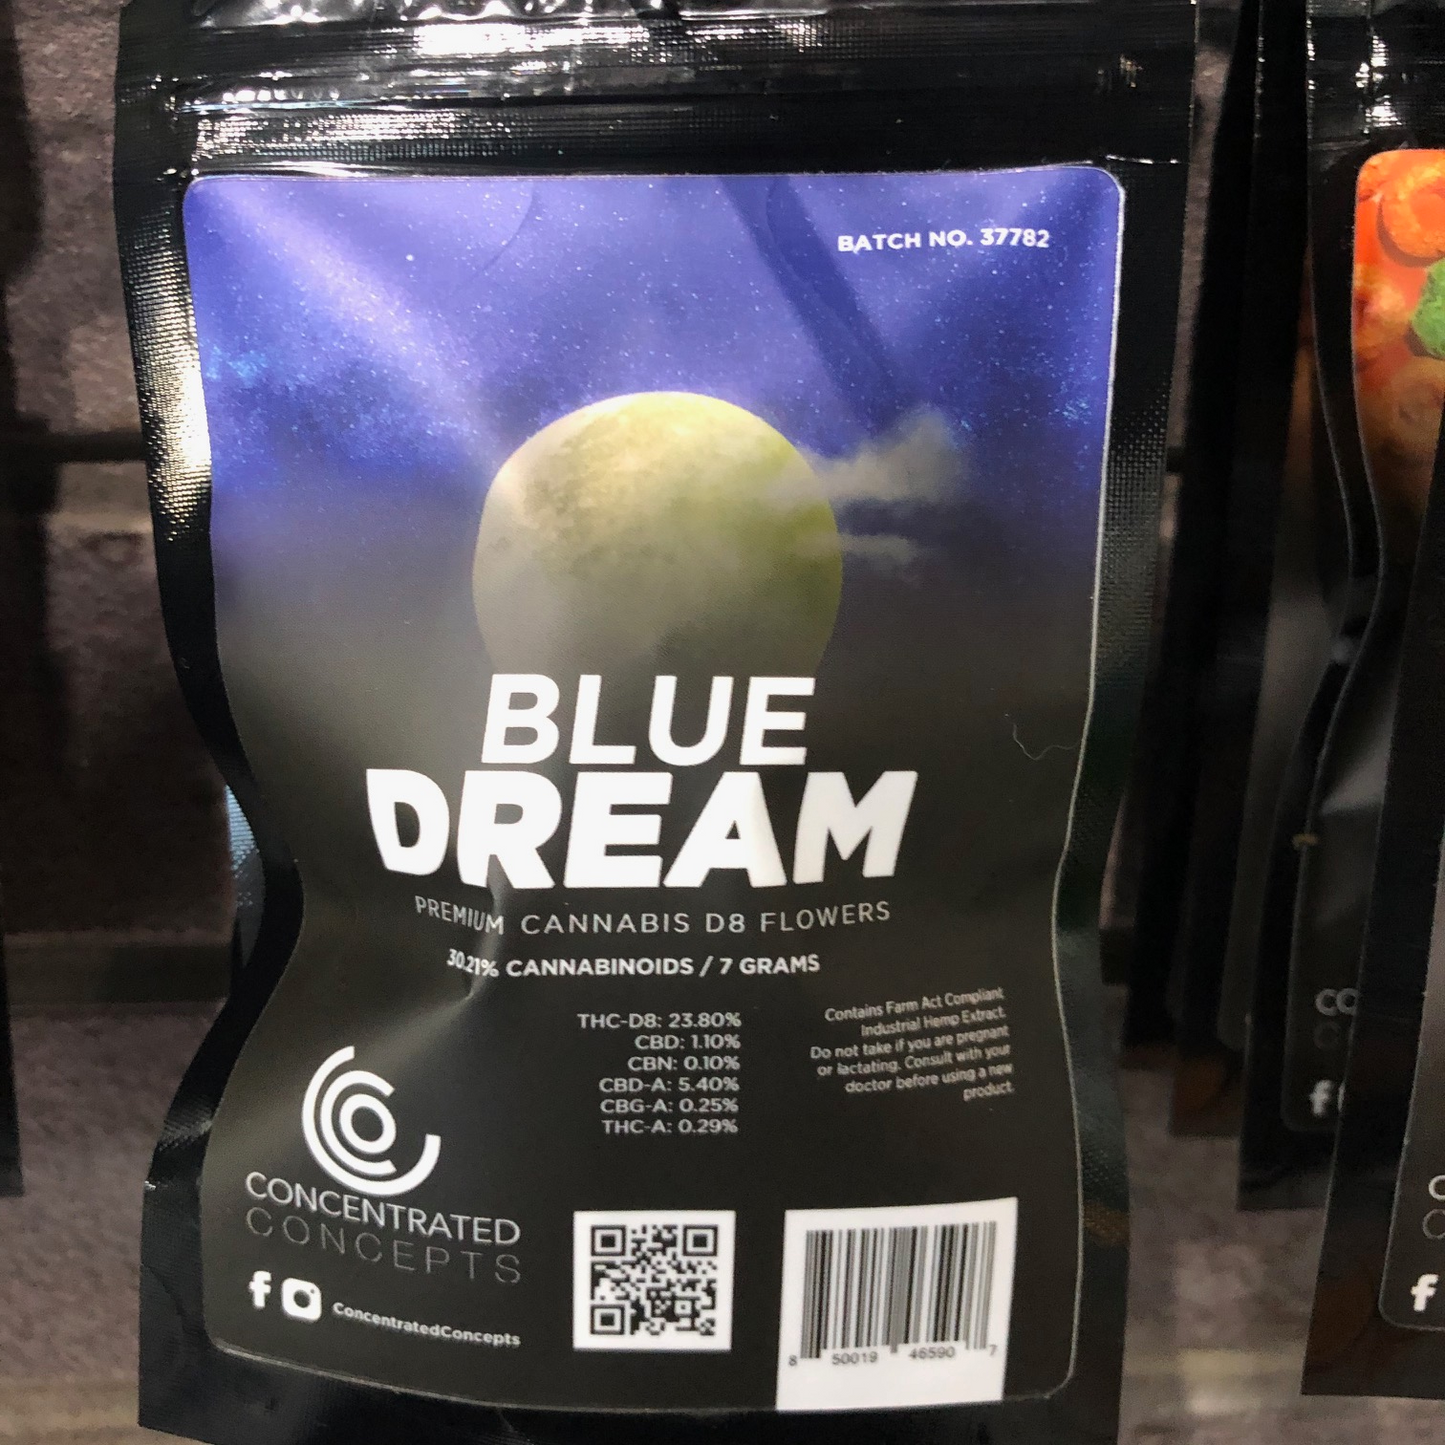 BATCH NO. 37782
BLUE
DREAM
PREMIUM CANNABIS D8 FLOWERS
30.21% CANNABINOIDS / 7 GRAMS
THC-D8: 23.80%
CBD: 1.10%
CBN: 0.10%
CBD-A: 5.40%
CBG-A: 0.25%
THC-A: 0.29%
Contains Farm Act Compliant
Industrial Hemp Extract.
Do not take if you are pregnant
or lactating. Consult with your
doctor before using a new
product.
CONCENTRATED
CONCEPTS
f ConcentratedConcepts
8 50019 46590 7
CO
f
C
f